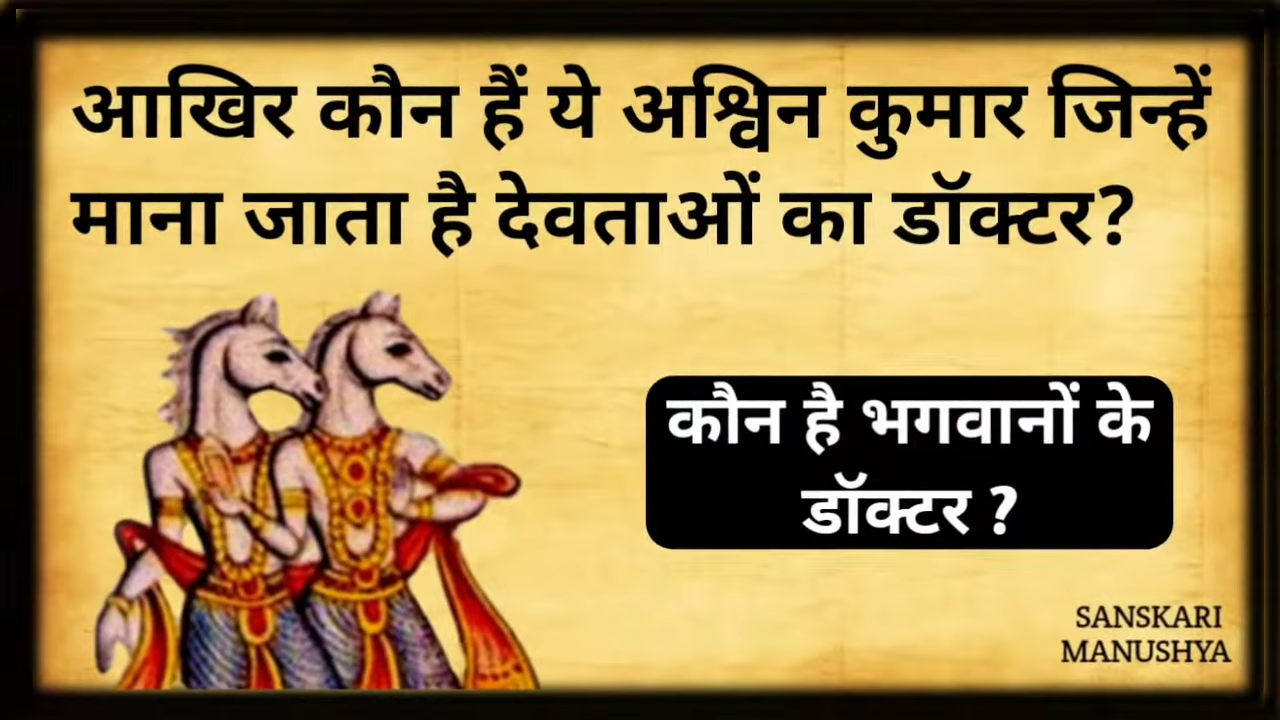 आखिर कौन हैं ये अश्विन कुमार जिन्हें
माना जाता है देवताओं का डॉक्टर?
कौन है भगवानों के
डॉक्टर ?
SANSKARI
MANUSHYA